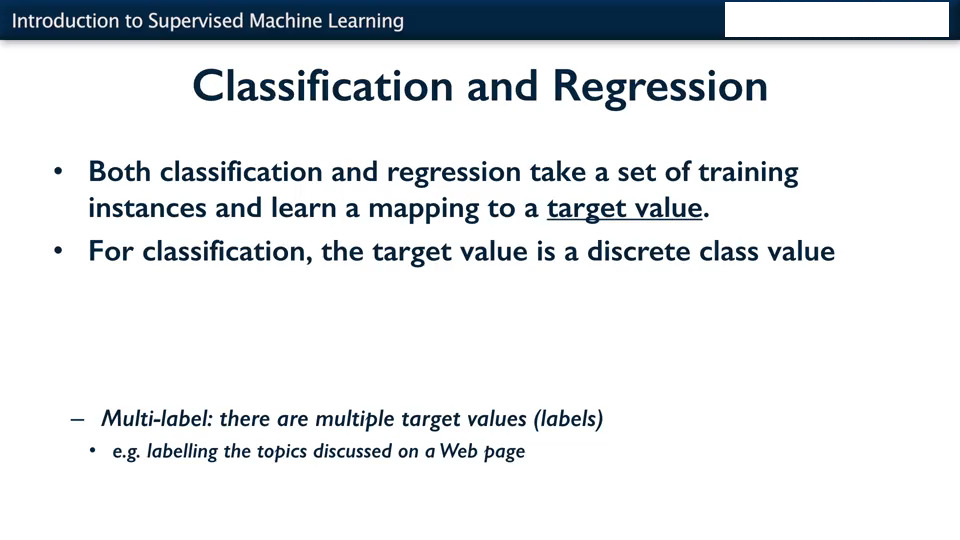 Introduction to Supervised Machine Learning
Classification and Regression
• Both classification and regression take a set of training
instances and learn a mapping to a target value.
• For classification, the target value is a discrete class value
– Multi-label: there are multiple target values (labels)
• e.g. labelling the topics discussed on a Web page